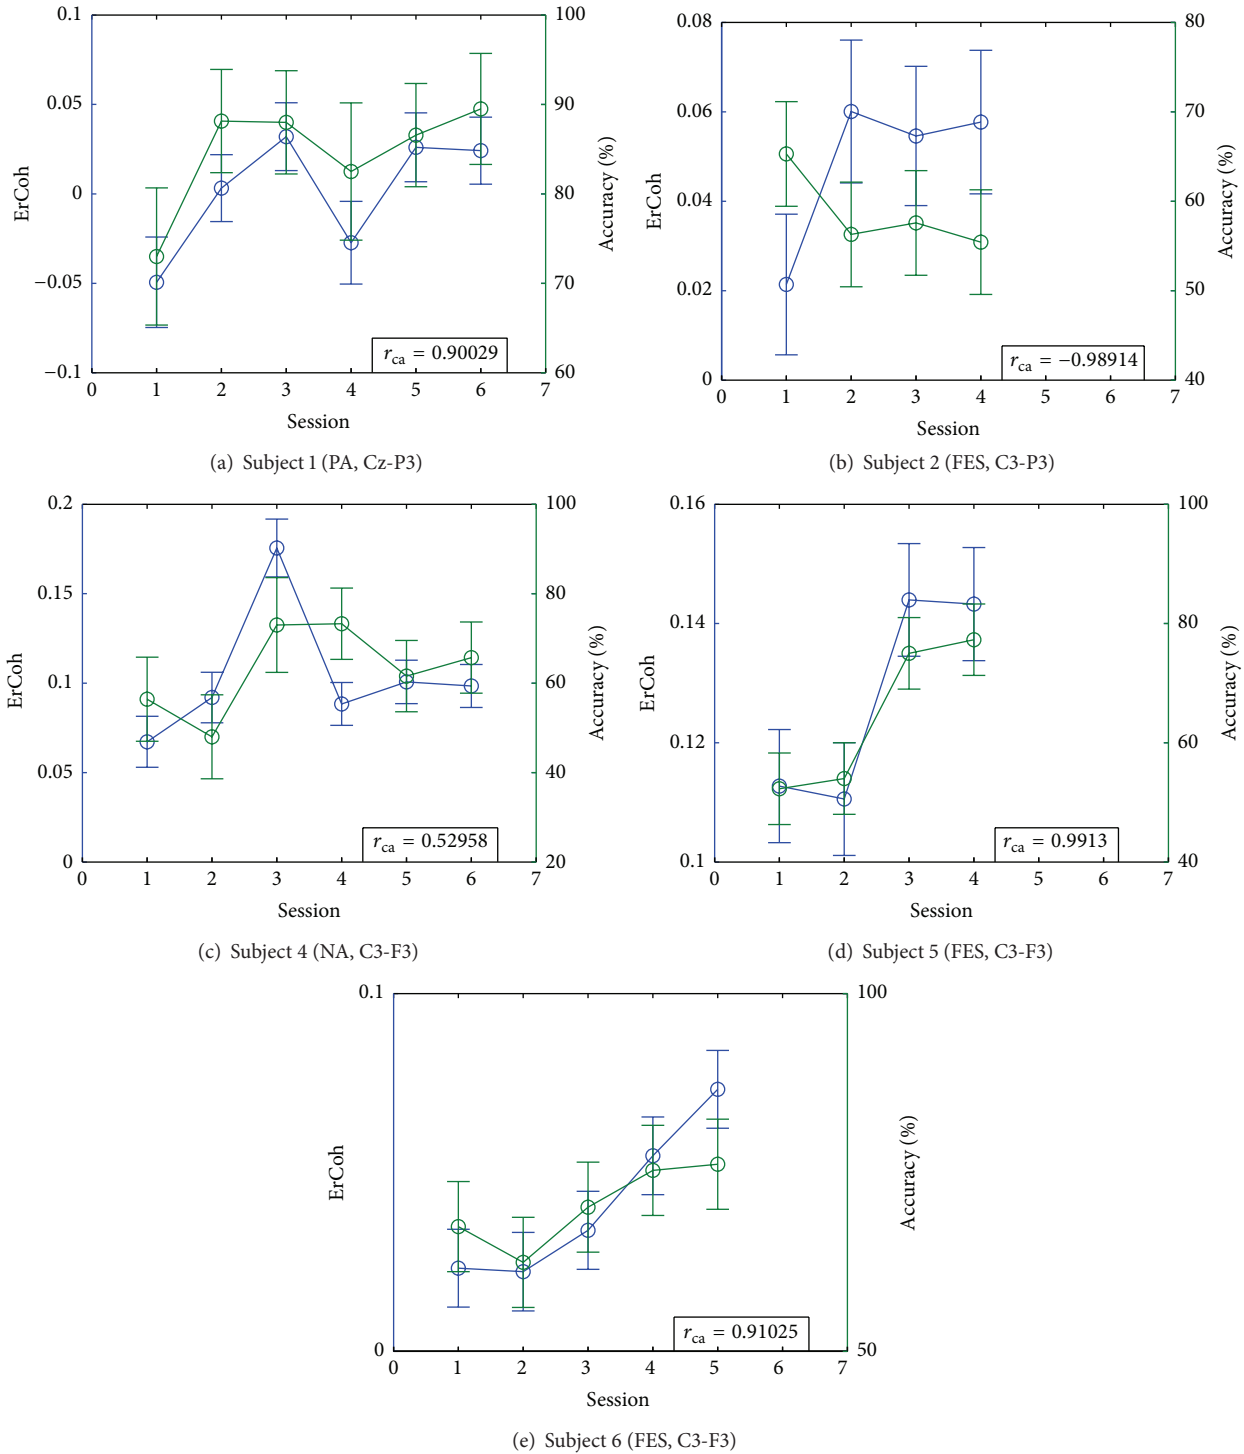 0.1
0.05
0
−0.05
−0.1
ErCoh
100
90
80
70
60
Accuracy (%)
r_ca = 0.90029
0 1 2 3 4 5 6 7
Session
(a) Subject 1 (PA, Cz-P3)
0.08
0.06
0.04
0.02
0
ErCoh
80
70
60
50
40
Accuracy (%)
r_ca = −0.98914
0 1 2 3 4 5 6 7
Session
(b) Subject 2 (FES, C3-P3)
0.2
0.15
0.1
0.05
0
ErCoh
100
80
60
40
20
Accuracy (%)
r_ca = 0.52958
0 1 2 3 4 5 6 7
Session
(c) Subject 4 (NA, C3-F3)
0.16
0.14
0.12
0.1
ErCoh
100
80
60
40
Accuracy (%)
r_ca = 0.9913
0 1 2 3 4 5 6 7
Session
(d) Subject 5 (FES, C3-F3)
0.1
0
ErCoh
100
50
Accuracy (%)
r_ca = 0.91025
0 1 2 3 4 5 6 7
Session
(e) Subject 6 (FES, C3-F3)